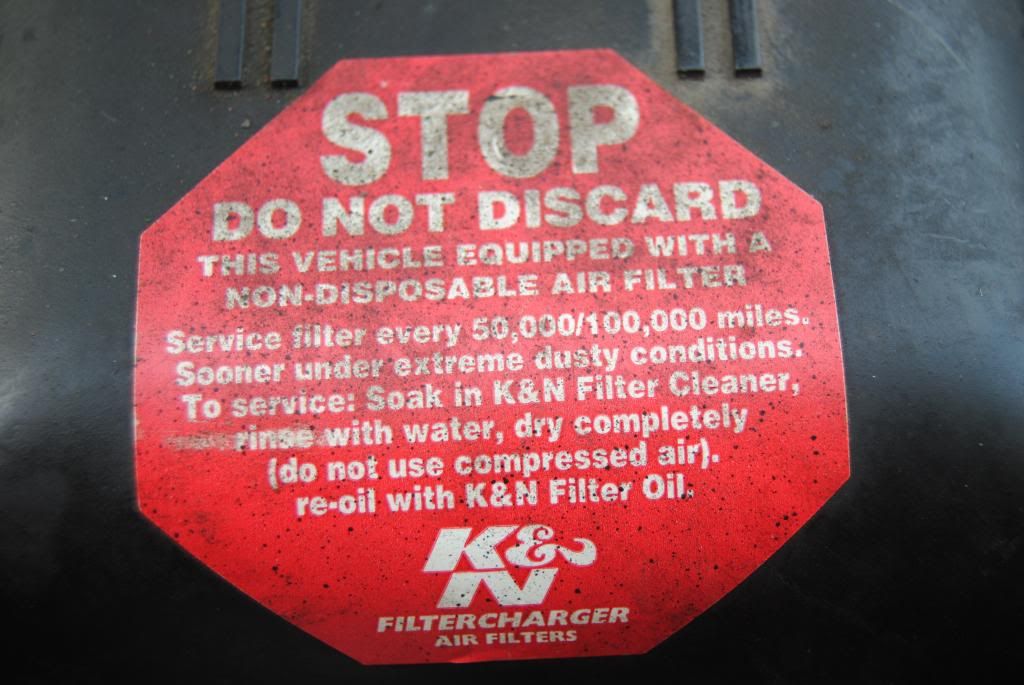 STOP
DO NOT DISCARD
THIS VEHICLE EQUIPPED WITH A
NON-DISPOSABLE AIR FILTER
Service filter every 50,000/100,000 miles.
Sooner under extreme dusty conditions.
To service: Soak in K&N Filter Cleaner,
rinse with water, dry completely
(do not use compressed air).
re-oil with K&N Filter Oil.
K&N
FILTERCHARGER
AIR FILTERS